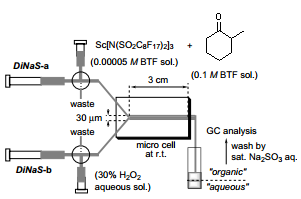 O
Sc[N(SO2C8F17)2]3 +
DiNaS-a
(0.00005 M BTF sol.)
(0.1 M BTF sol.)
3 cm
waste
30 μm
waste
GC analysis
micro cell
at r.t.
wash by
sat. Na2SO3 aq.
DiNaS-b
(30% H2O2
aqueous sol.)
"organic"
"aqueous"